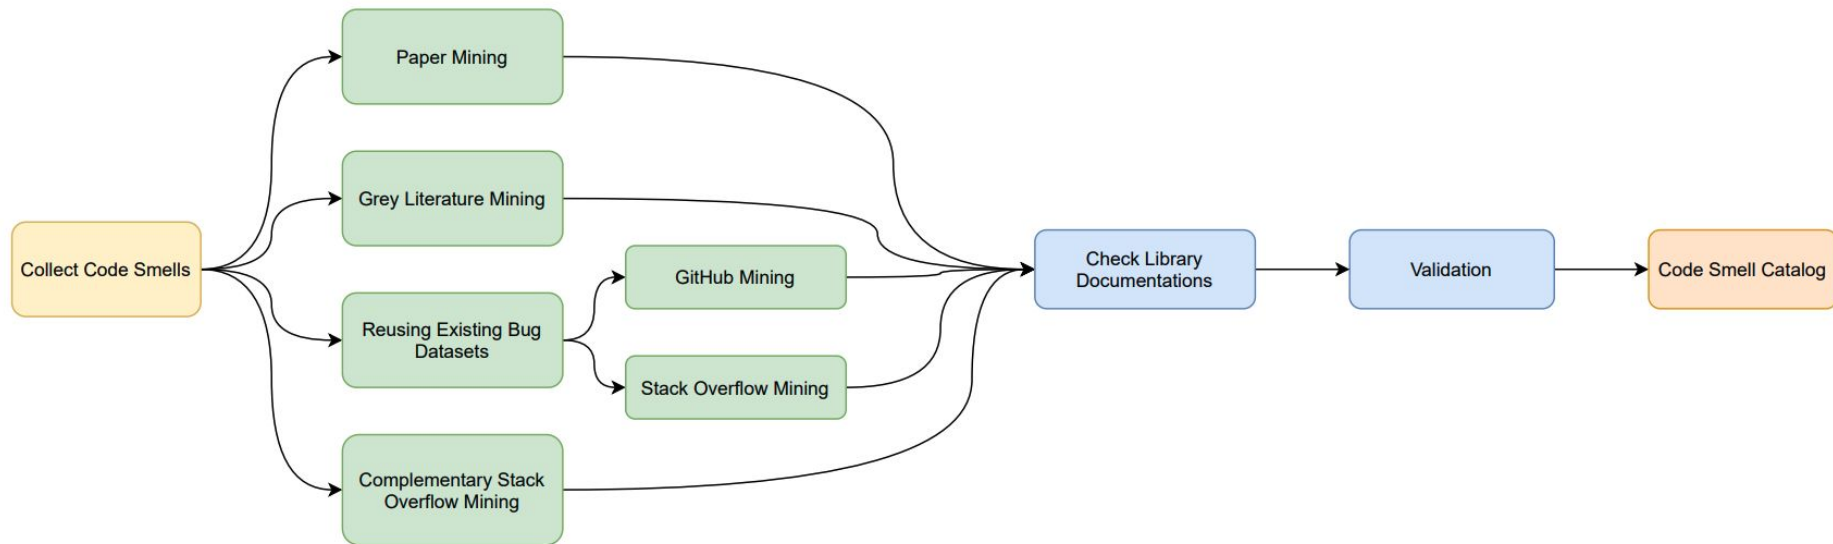 Paper Mining
Grey Literature Mining
Collect Code Smells
GitHub Mining
Reusing Existing Bug
Datasets
Stack Overflow Mining
Complementary Stack
Overflow Mining
Check Library
Documentations
Validation
Code Smell Catalog